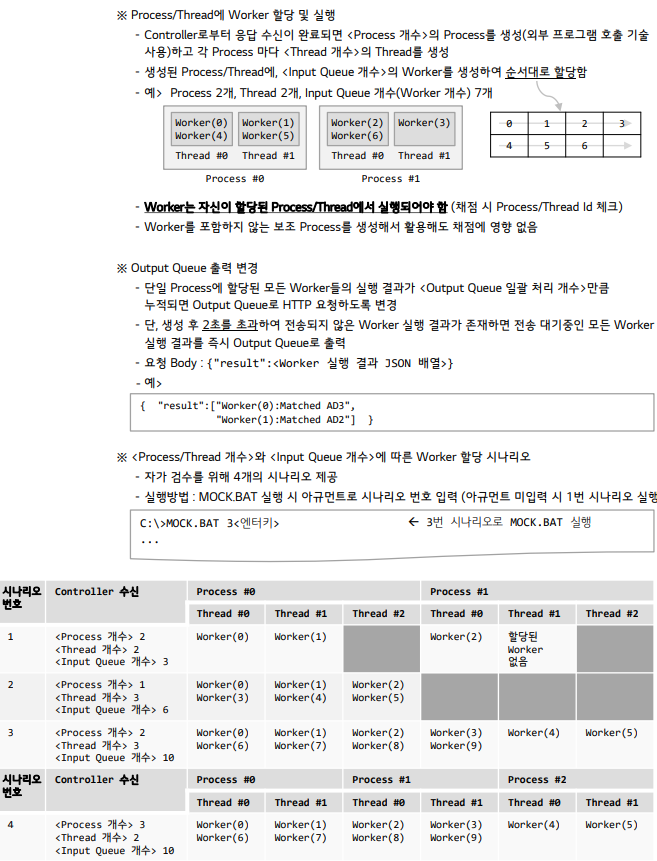 ※ Process/Thread에 Worker 할당 및 실행
- Controller로부터 응답 수신이 완료되면 <Process 개수>의 Process를 생성(외부 프로그램 호출 기술
사용)하고 각 Process 마다 <Thread 개수>의 Thread를 생성
- 생성된 Process/Thread에, <Input Queue 개수>의 Worker를 생성하여 순서대로 할당함
- 예> Process 2개, Thread 2개, Input Queue 개수(Worker 개수) 7개
Worker(0) Worker(1) Worker(2) Worker(3)
Worker(4) Worker(5) Worker(6)
Thread #0 Thread #1 Thread #0 Thread #1
Process #0 Process #1
0 1 2 3
4 5 6
- Worker는 자신이 할당된 Process/Thread에서 실행되어야 함 (채점 시 Process/Thread Id 체크)
- Worker를 포함하지 않는 보조 Process를 생성해서 활용해도 채점에 영향 없음
※ Output Queue 출력 변경
- 단일 Process에 할당된 모든 Worker들의 실행 결과가 <Output Queue 일괄 처리 개수>만큼
누적되면 Output Queue로 HTTP 요청하도록 변경
- 단, 생성 후 2초를 초과하여 전송되지 않은 Worker 실행 결과가 존재하면 전송 대기중인 모든 Worker
실행 결과를 즉시 Output Queue로 출력
- 요청 Body : {"result":<Worker 실행 결과 JSON 배열>}
- 예>
{ "result":["Worker(0):Matched AD3",
"Worker(1):Matched AD2"] }
※ <Process/Thread 개수>와 <Input Queue 개수>에 따른 Worker 할당 시나리오
- 자가 검수를 위해 4개의 시나리오 제공
- 실행방법 : MOCK.BAT 실행 시 아규먼트로 시나리오 번호 입력 (아규먼트 미입력 시 1번 시나리오 실행
C:\>MOCK.BAT 3<엔터키> ← 3번 시나리오로 MOCK.BAT 실행
...
시나리오 번호 Controller 수신 Process #0 Process #1
Thread #0 Thread #1 Thread #2 Thread #0 Thread #1 Thread #2
1 <Process 개수> 2 Worker(0) Worker(1) Worker(2) 할당된
<Thread 개수> 2 Worker
<Input Queue 개수> 3 없음
2 <Process 개수> 1 Worker(0) Worker(1) Worker(2)
<Thread 개수> 3 Worker(3) Worker(4) Worker(5)
<Input Queue 개수> 6
3 <Process 개수> 2 Worker(0) Worker(1) Worker(2) Worker(3) Worker(4) Worker(5)
<Thread 개수> 3 Worker(6) Worker(7) Worker(8) Worker(9)
<Input Queue 개수> 10
시나리오 번호 Controller 수신 Process #0 Process #1 Process #2
Thread #0 Thread #1 Thread #0 Thread #1 Thread #0 Thread #1
4 <Process 개수> 3 Worker(0) Worker(1) Worker(2) Worker(3) Worker(4) Worker(5)
<Thread 개수> 2 Worker(6) Worker(7) Worker(8) Worker(9)
<Input Queue 개수> 10